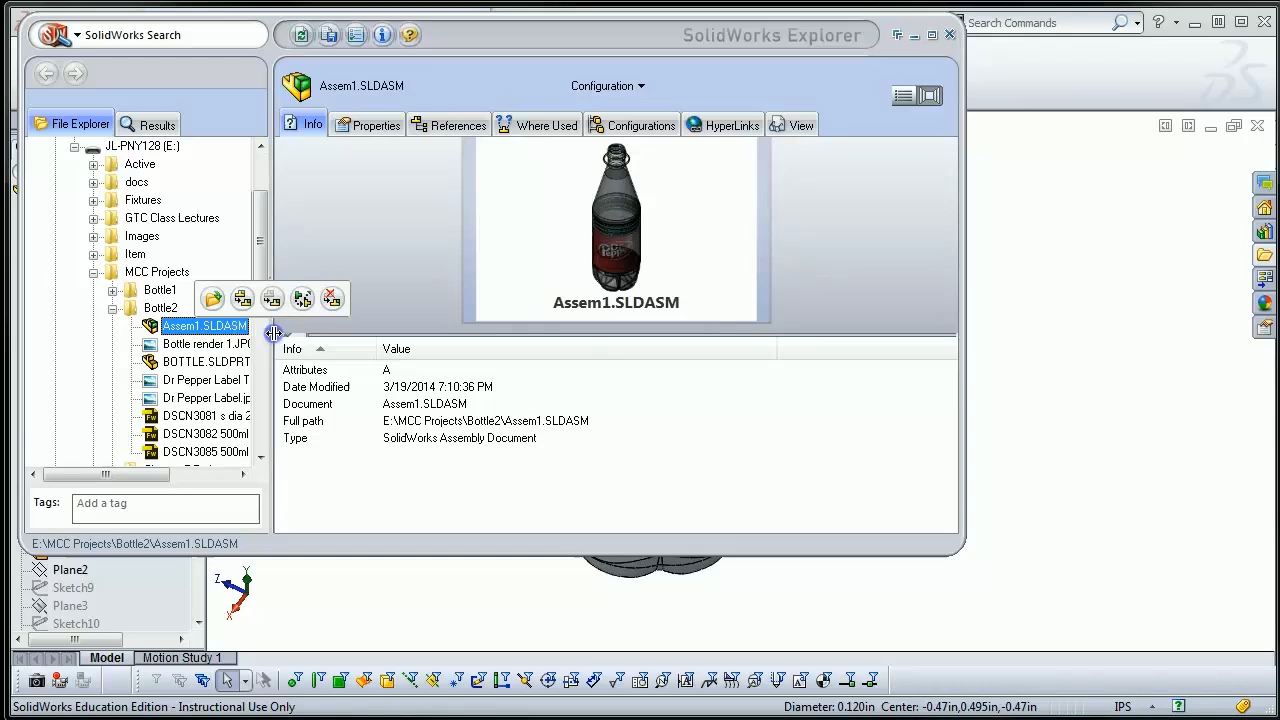 SolidWorks Search
SolidWorks Explorer
Search Commands
Assem1.SLDASM
Configuration
File Explorer
Results
Info
Properties
References
Where Used
Configurations
HyperLinks
View
JL-PNY128 (E:)
Active
docs
Fixtures
GTC Class Lectures
Images
Item
MCC Projects
Bottle1
Bottle2
Assem1.SLDASM
Bottle render 1.JP
BOTTLE.SLDPRT
Dr Pepper Label T
Dr Pepper Label.jp
DSCN3081 s dia 2
DSCN3082 500ml
DSCN3085 500ml
Dr Pepper
Assem1.SLDASM
Info Value
Attributes A
Date Modified 3/19/2014 7:10:36 PM
Document Assem1.SLDASM
Full path E:\MCC Projects\Bottle2\Assem1.SLDASM
Type SolidWorks Assembly Document
Tags: Add a tag
E:\MCC Projects\Bottle2\Assem1.SLDASM
Plane2
Sketch9
Plane3
Sketch10
Z Y X
Model Motion Study 1
SolidWorks Education Edition - Instructional Use Only
Diameter: 0.120in Center: -0.47in,0.495in,-0.47in
IPS